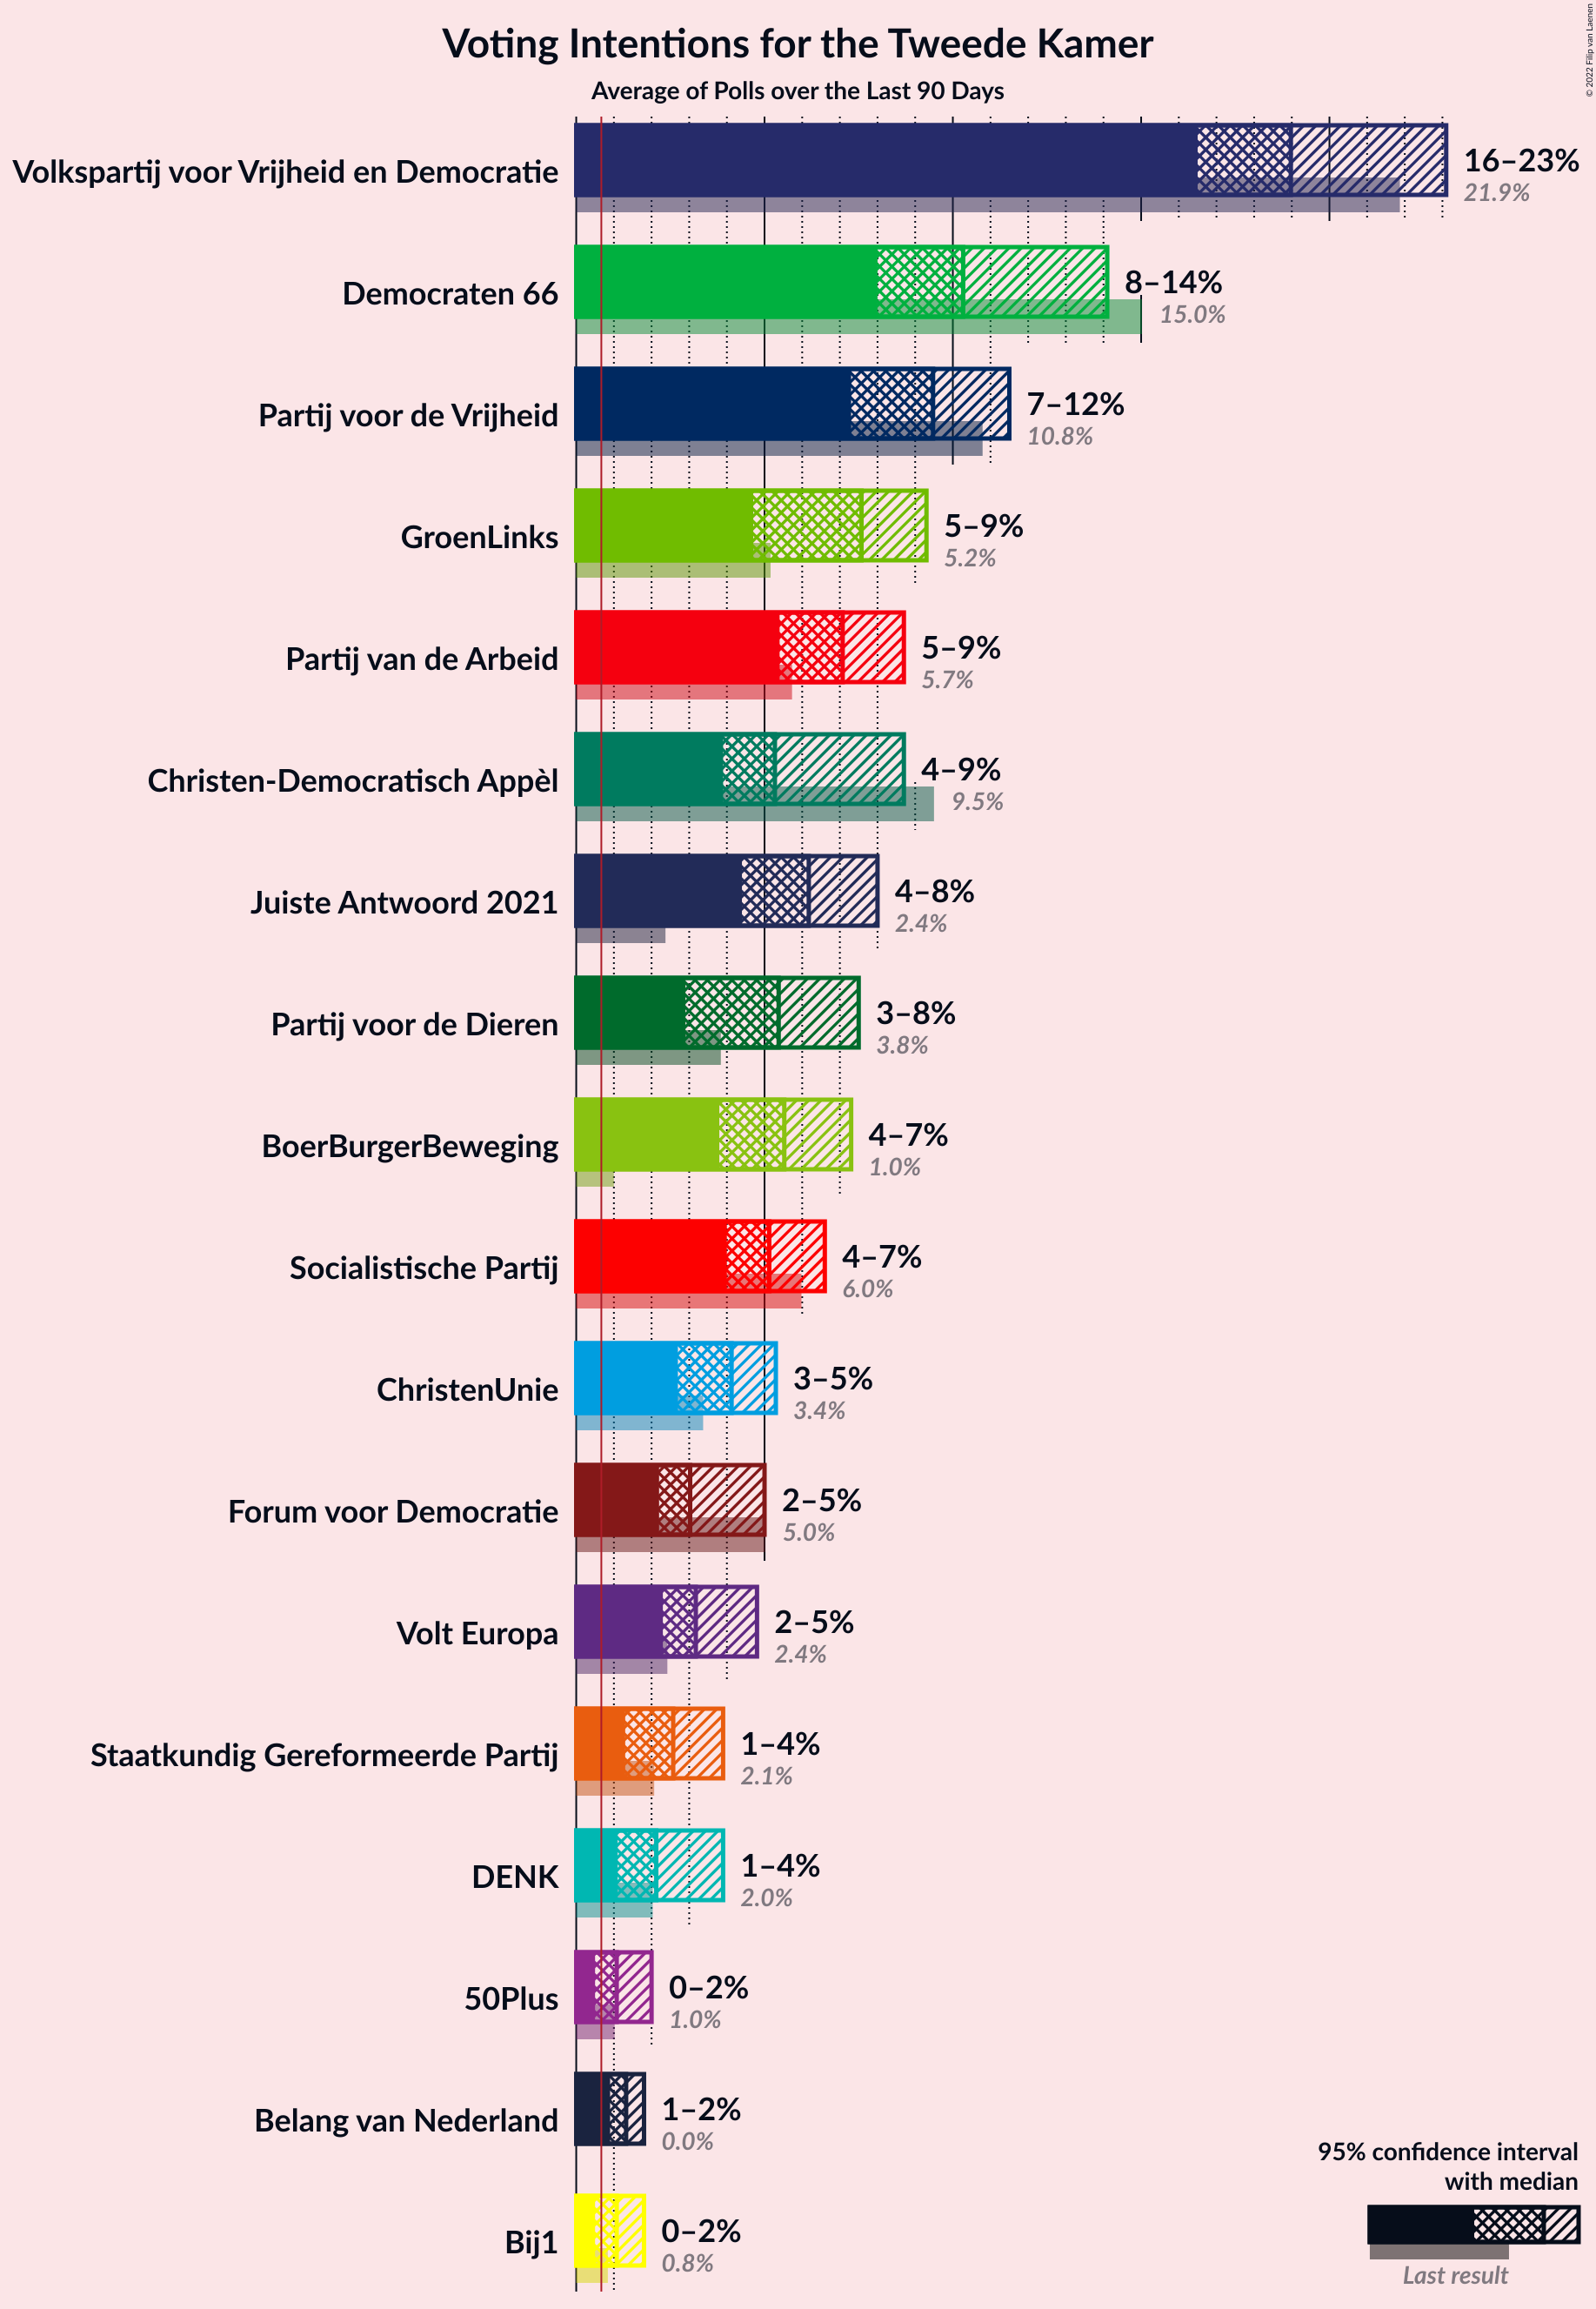 Voting Intentions for the Tweede Kamer
Average of Polls over the Last 90 Days
© 2022 Filip van Laenen
Volkspartij voor Vrijheid en Democratie
16–23%
21.9%
Democraten 66
8–14%
15.0%
Partij voor de Vrijheid
7–12%
10.8%
GroenLinks
5–9%
5.2%
Partij van de Arbeid
5–9%
5.7%
Christen-Democratisch Appèl
4–9%
9.5%
Juiste Antwoord 2021
4–8%
2.4%
Partij voor de Dieren
3–8%
3.8%
BoerBurgerBeweging
4–7%
1.0%
Socialistische Partij
4–7%
6.0%
ChristenUnie
3–5%
3.4%
Forum voor Democratie
2–5%
5.0%
Volt Europa
2–5%
2.4%
Staatkundig Gereformeerde Partij
1–4%
2.1%
DENK
1–4%
2.0%
50Plus
0–2%
1.0%
Belang van Nederland
1–2%
0.0%
Bij1
0–2%
0.8%
95% confidence interval
with median
Last result